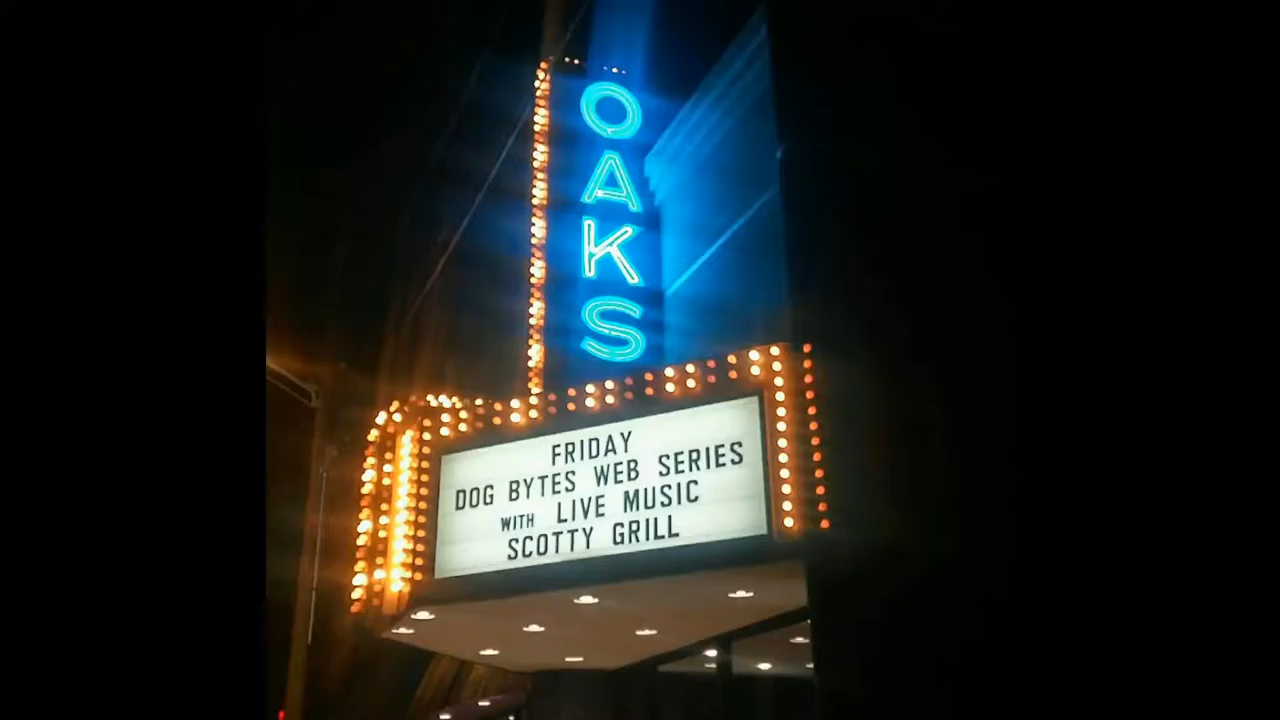 OAKS
FRIDAY
DOG BYTES WEB SERIES
WITH LIVE MUSIC
SCOTTY GRILL